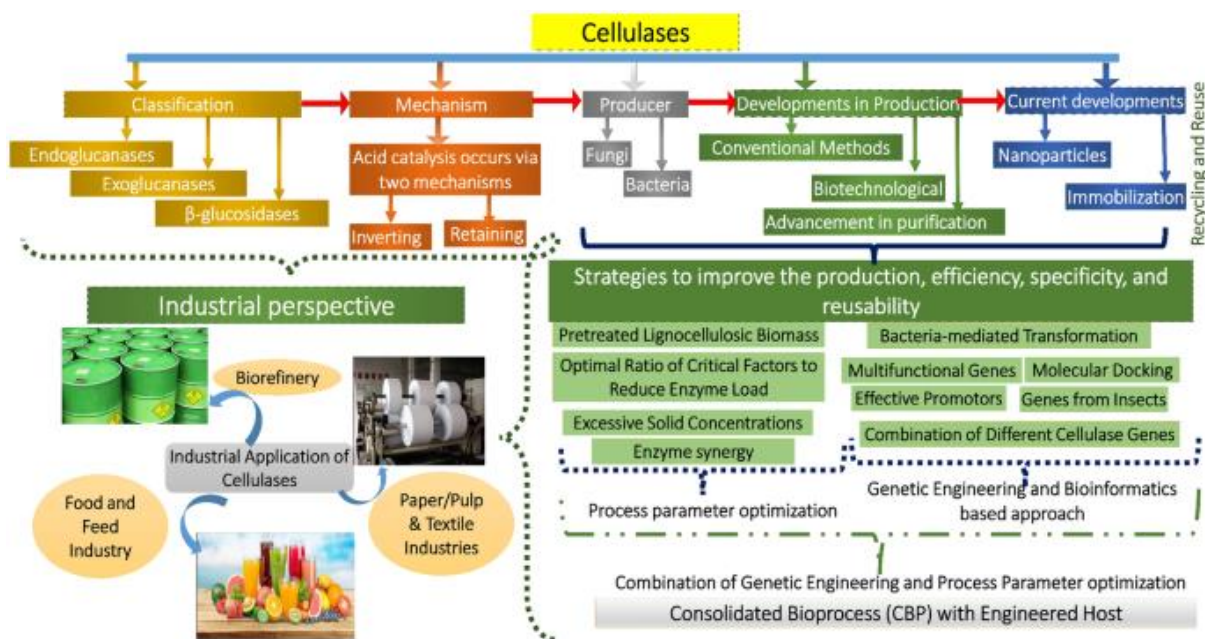 Cellulases
Classification
Mechanism
Producer
Developments in Production
Current developments
Endoglucanases
Exoglucanases
β-glucosidases
Acid catalysis occurs via
two mechanisms
Inverting
Retaining
Fungi
Bacteria
Conventional Methods
Biotechnological
Advancement in purification
Nanoparticles
Immobilization
Recycling and Reuse
Industrial perspective
Biorefinery
Industrial Application of
Cellulases
Food and
Feed
Industry
Paper/Pulp
& Textile
Industries
Strategies to improve the production, efficiency, specificity, and
reusability
Pretreated Lignocellulosic Biomass
Optimal Ratio of Critical Factors to
Reduce Enzyme Load
Excessive Solid Concentrations
Enzyme synergy
Bacteria-mediated Transformation
Multifunctional Genes
Molecular Docking
Effective Promotors
Genes from Insects
Combination of Different Cellulase Genes
Process parameter optimization
Genetic Engineering and Bioinformatics
based approach
Combination of Genetic Engineering and Process Parameter optimization
Consolidated Bioprocess (CBP) with Engineered Host